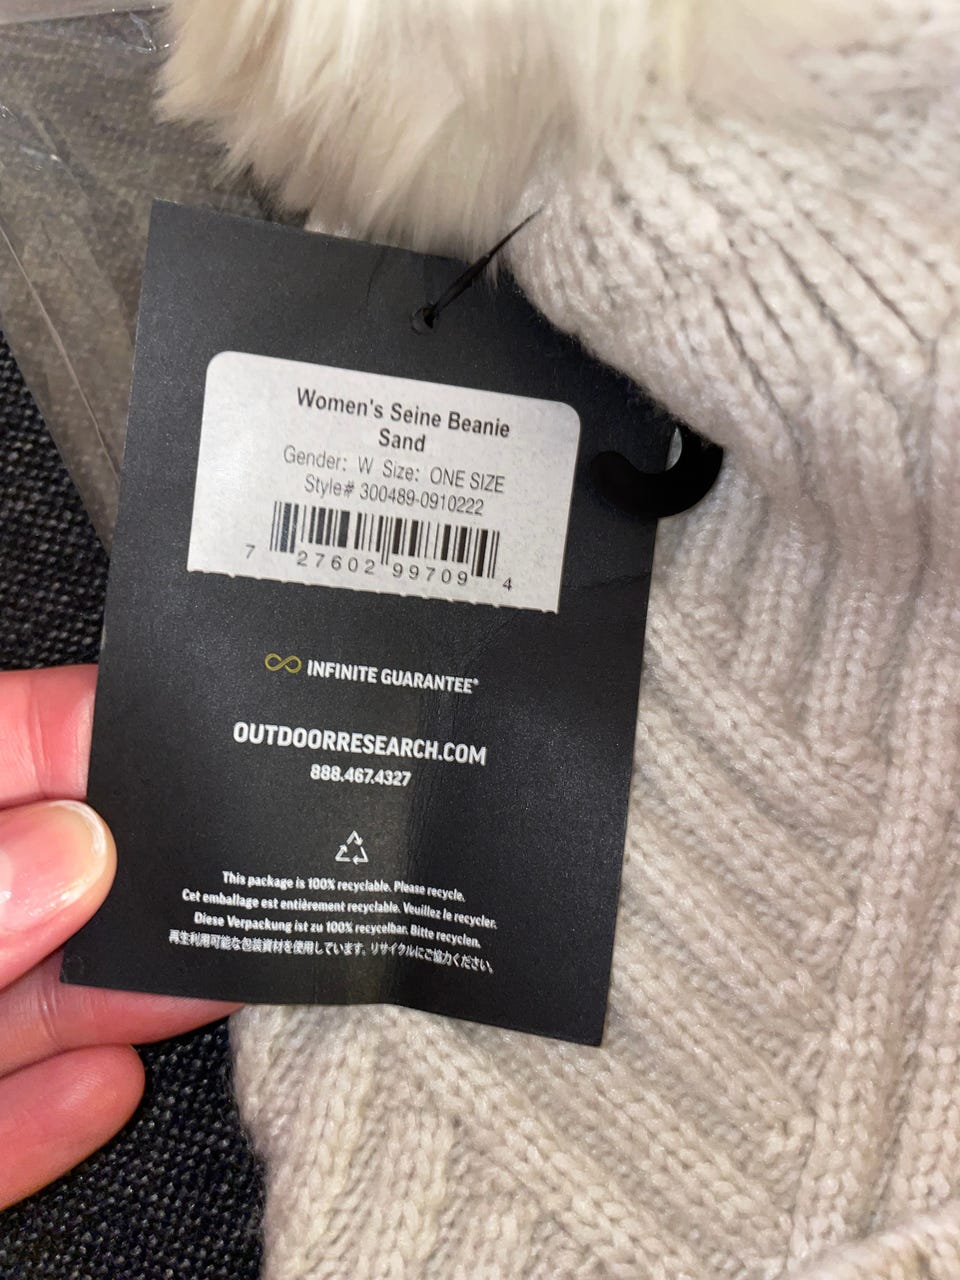 Women's Seine Beanie
Sand
Gender: W Size: ONE SIZE
Style# 300489-0910222
7 27602 99709 4
INFINITE GUARANTEE®
OUTDOORRESEARCH.COM
888.467.4327
This package is 100% recyclable. Please recycle.
Cet emballage est entièrement recyclable. Veuillez le recycler.
Diese Verpackung ist zu 100% recycelbar. Bitte recyclen.
再生利用可能な包装資材を使用しています。リサイクルにご協力ください。